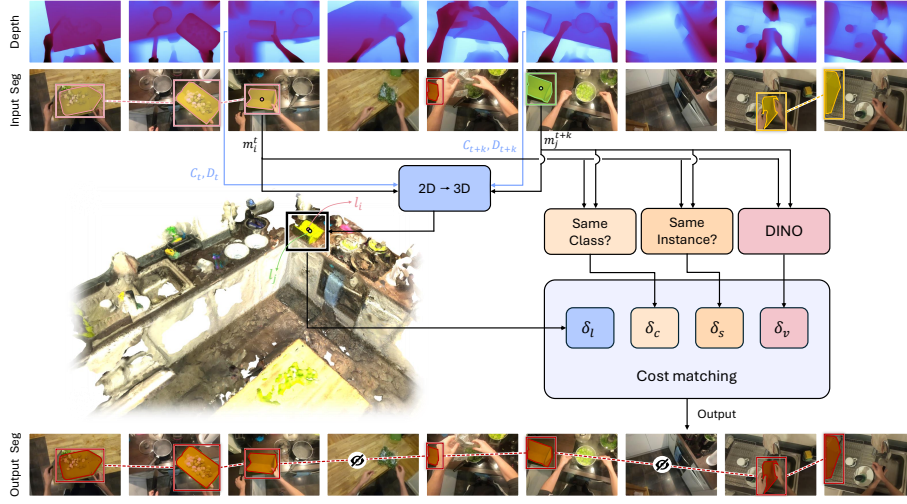 Depth
Input Seg
m_i^t
C_{t+k}, D_{t+k}
m_j^{t+k}
C_t, D_t
2D → 3D
l_i
Same
Class?
Same
Instance?
DINO
δ_l
δ_c
δ_s
δ_v
Cost matching
Output
Output Seg
∅
∅